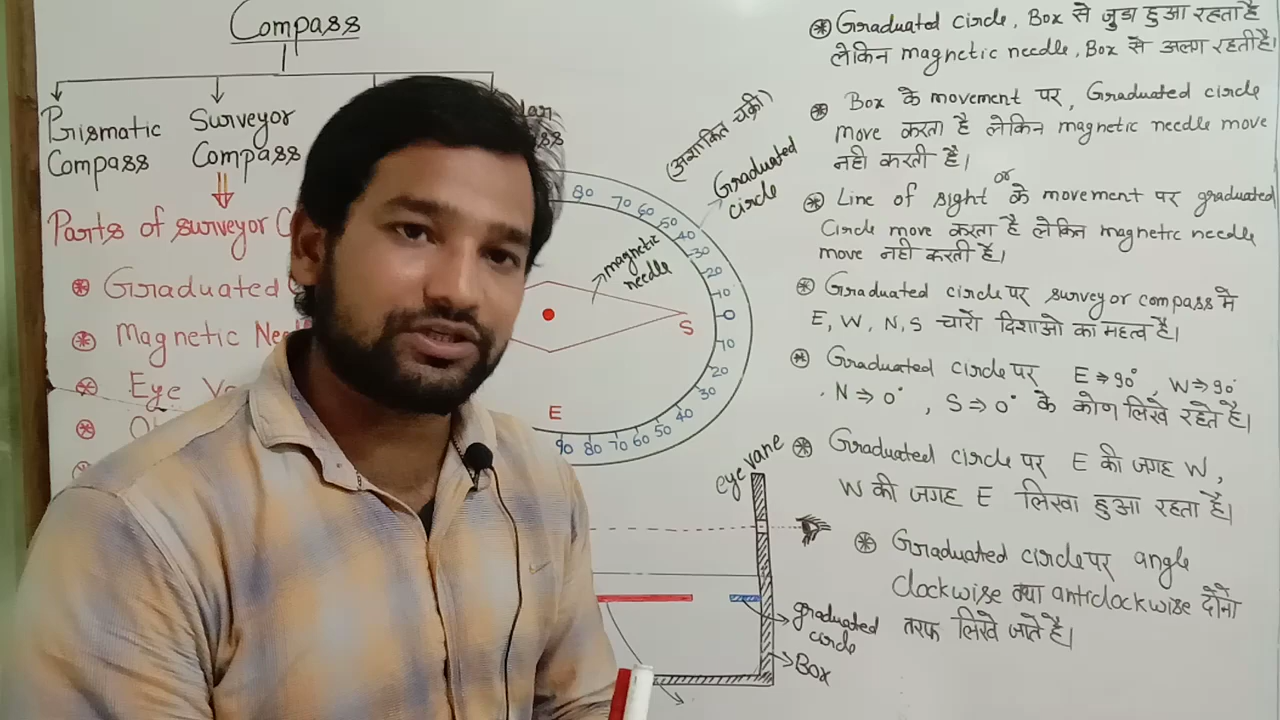 Compass
Prismatic
Compass
Surveyor
Compass
Parts of surveyor C
Graduated
Magnetic Nee
Eye Va
80 70 60 50 40 30 20 10 0 10 20 30 40 50 60 70 80 90
E
S
magnetic
needle
Graduated
circle
eye vane
graduated
circle
Box
⊛ Graduated circle, Box से जुडा हुआ रहता है
लेकिन magnetic needle, Box से अलग रहती है।
⊛ Box के movement पर, Graduated circle
move करता है लेकिन magnetic needle move
नही करती है।
or
⊛ Line of sight के movement पर graduated
Circle move करता है लेकिन magnetic needle
move नही करती है।
⊛ Graduated circle पर surveyor compass मे
E, W, N, S चारो दिशाओ का महत्व है।
⊛ Graduated circle पर E ⇒ 90°, W ⇒ 90°
, N ⇒ 0°, S ⇒ 0° के कोण लिखे रहते है।
⊛ Graduated circle पर E की जगह W,
W की जगह E लिखा हुआ रहता है।
⊛ Graduated circle पर angle
clockwise तथा anticlockwise दोनो
तरफ लिखे जाते है।